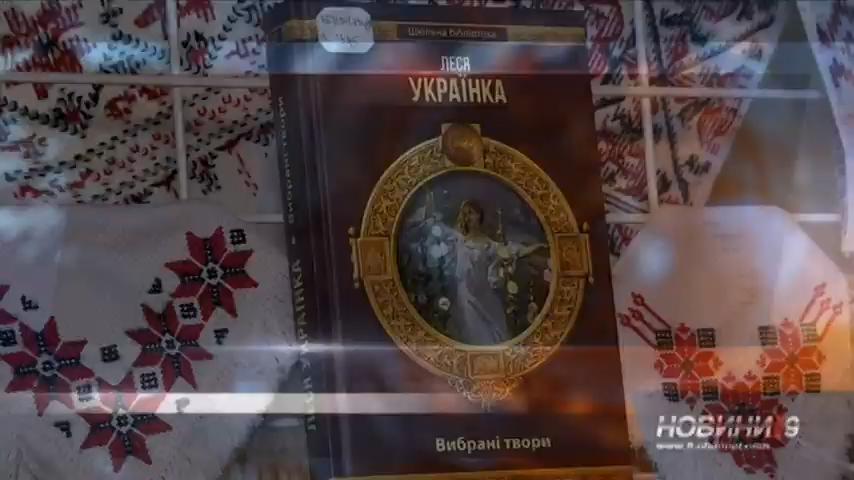 Шкільна бібліотека
ЛЕСЯ
УКРАЇНКА
ЛЕСЯ УКРАЇНКА • Вибрані твори
Вибрані твори
НОВИНИ 9